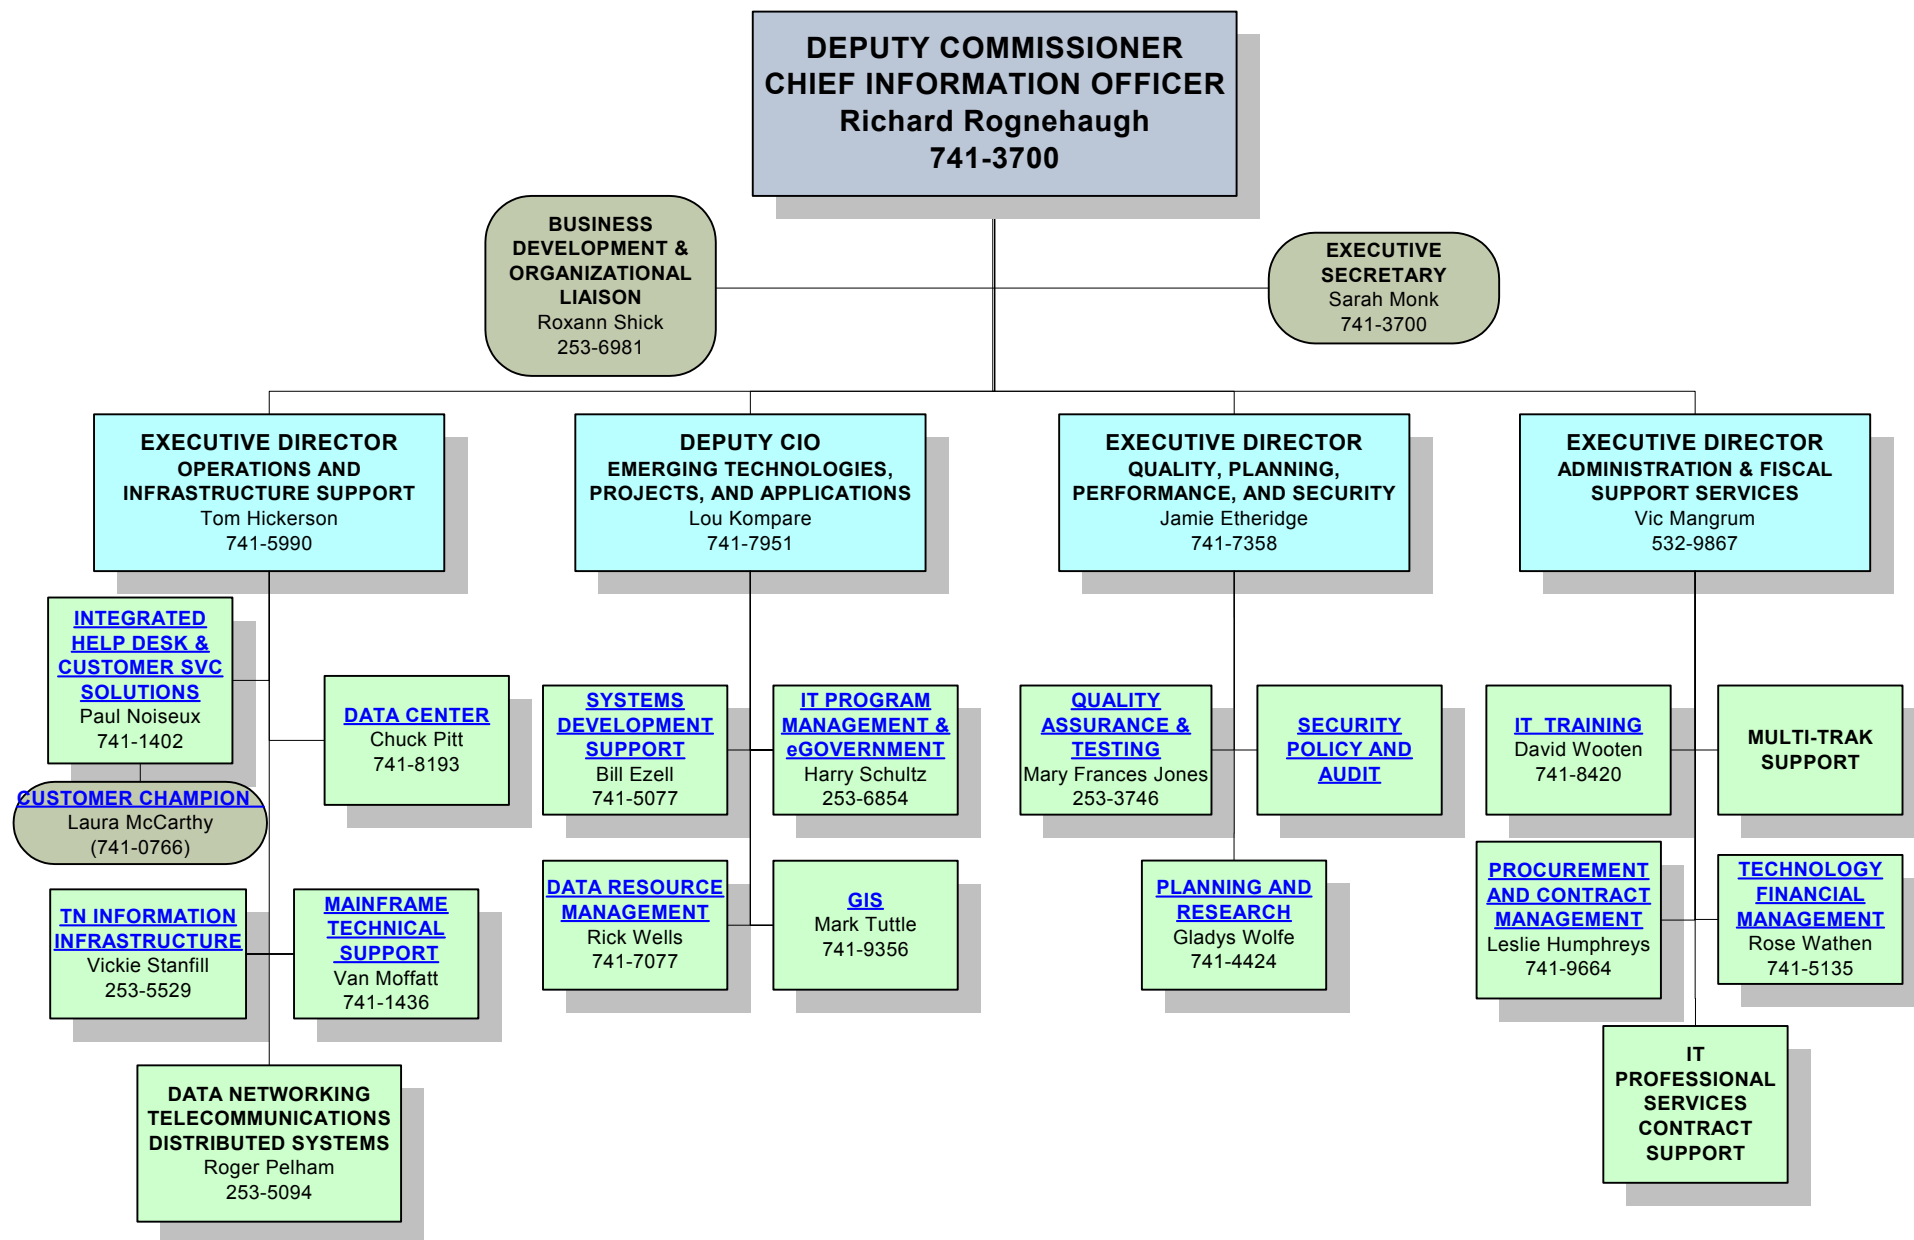 DEPUTY COMMISSIONER
CHIEF INFORMATION OFFICER
Richard Rognehaugh
741-3700
BUSINESS
DEVELOPMENT &
ORGANIZATIONAL
LIAISON
Roxann Shick
253-6981
EXECUTIVE
SECRETARY
Sarah Monk
741-3700
EXECUTIVE DIRECTOR
OPERATIONS AND
INFRASTRUCTURE SUPPORT
Tom Hickerson
741-5990
DEPUTY CIO
EMERGING TECHNOLOGIES,
PROJECTS, AND APPLICATIONS
Lou Kompare
741-7951
EXECUTIVE DIRECTOR
QUALITY, PLANNING,
PERFORMANCE, AND SECURITY
Jamie Etheridge
741-7358
EXECUTIVE DIRECTOR
ADMINISTRATION & FISCAL
SUPPORT SERVICES
Vic Mangrum
532-9867
INTEGRATED
HELP DESK &
CUSTOMER SVC
SOLUTIONS
Paul Noiseux
741-1402
CUSTOMER CHAMPION
Laura McCarthy
(741-0766)
DATA CENTER
Chuck Pitt
741-8193
TN INFORMATION
INFRASTRUCTURE
Vickie Stanfill
253-5529
MAINFRAME
TECHNICAL
SUPPORT
Van Moffatt
741-1436
DATA NETWORKING
TELECOMMUNICATIONS
DISTRIBUTED SYSTEMS
Roger Pelham
253-5094
SYSTEMS
DEVELOPMENT
SUPPORT
Bill Ezell
741-5077
IT PROGRAM
MANAGEMENT &
eGOVERNMENT
Harry Schultz
253-6854
DATA RESOURCE
MANAGEMENT
Rick Wells
741-7077
GIS
Mark Tuttle
741-9356
QUALITY
ASSURANCE &
TESTING
Mary Frances Jones
253-3746
SECURITY
POLICY AND
AUDIT
PLANNING AND
RESEARCH
Gladys Wolfe
741-4424
IT TRAINING
David Wooten
741-8420
MULTI-TRAK
SUPPORT
PROCUREMENT
AND CONTRACT
MANAGEMENT
Leslie Humphreys
741-9664
TECHNOLOGY
FINANCIAL
MANAGEMENT
Rose Wathen
741-5135
IT
PROFESSIONAL
SERVICES
CONTRACT
SUPPORT